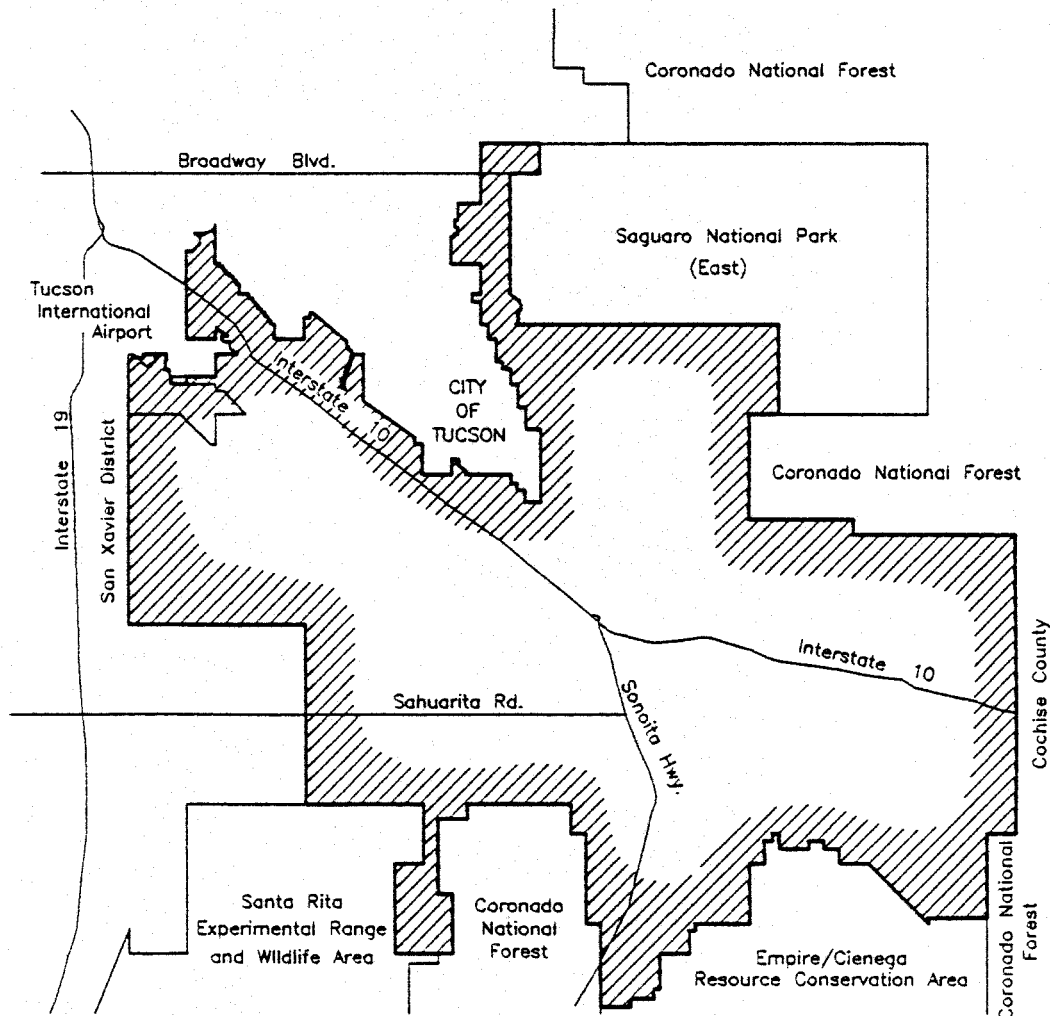 Coronado National Forest
Broadway Blvd.
Saguaro National Park
(East)
Tucson
International
Airport
Interstate 10
CITY
OF
TUCSON
Interstate 19
San Xavier District
Coronado National Forest
Interstate 10
Cochise County
Sahuarita Rd.
Sonoita Hwy.
Santa Rita
Experimental Range
and Wildlife Area
Coronado
National
Forest
Empire/Cienega
Resource Conservation Area
Coronado National
Forest